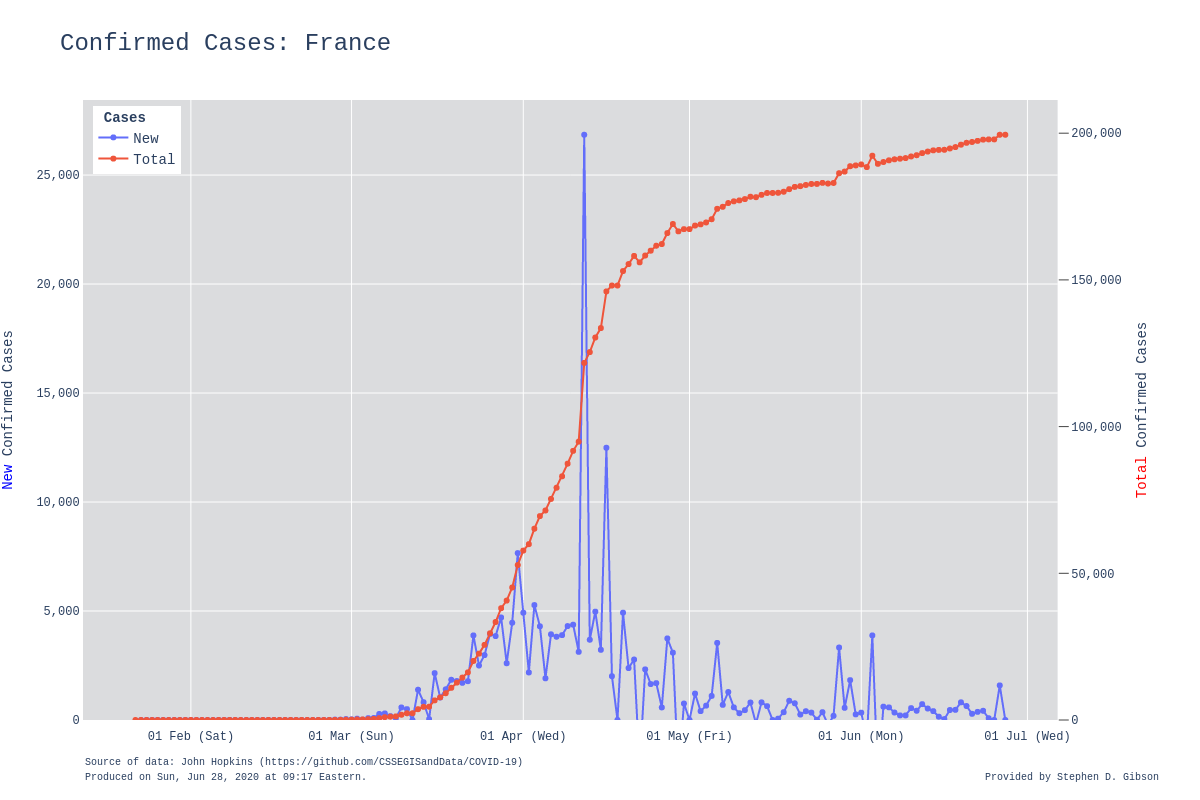 Confirmed Cases: France
Cases
New
Total
25,000
20,000
15,000
10,000
5,000
0
New Confirmed Cases
200,000
150,000
100,000
50,000
0
Total Confirmed Cases
01 Feb (Sat)
01 Mar (Sun)
01 Apr (Wed)
01 May (Fri)
01 Jun (Mon)
01 Jul (Wed)
Source of data: John Hopkins (https://github.com/CSSEGISandData/COVID-19)
Produced on Sun, Jun 28, 2020 at 09:17 Eastern.
Provided by Stephen D. Gibson